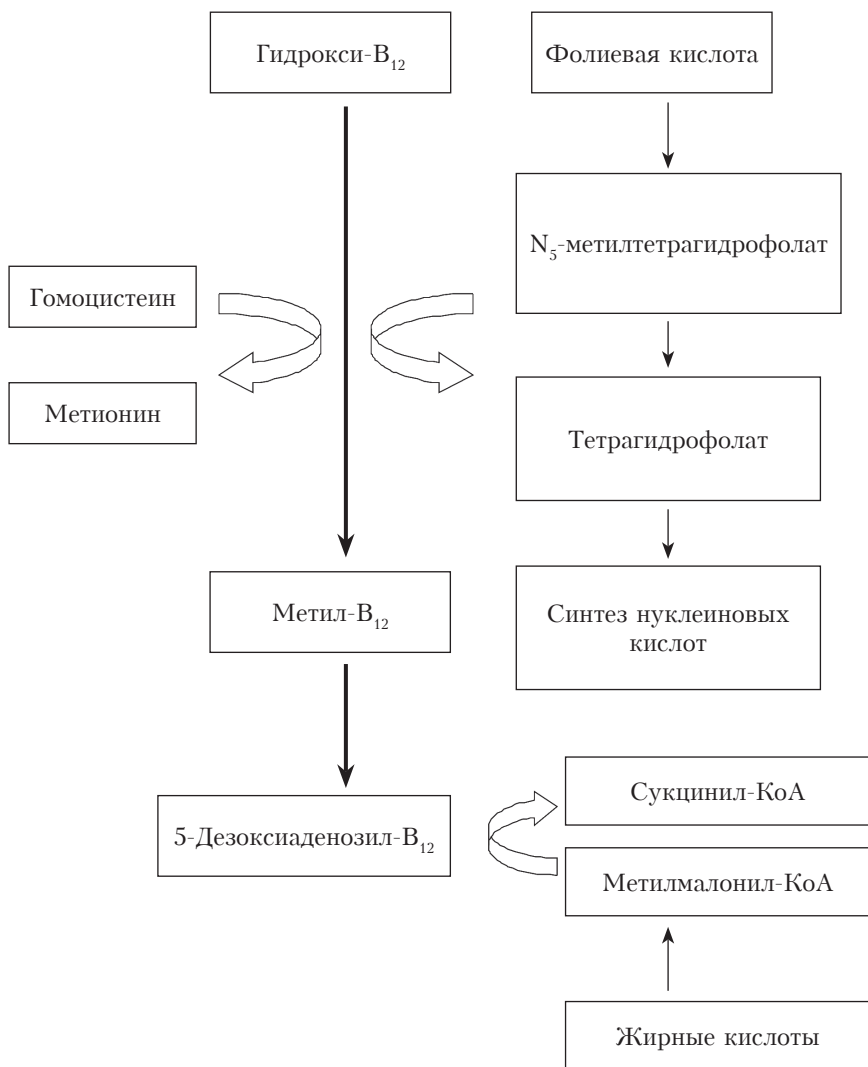 Гидрокси-B₁₂
Фолиевая кислота
N₅-метилтетрагидрофолат
Гомоцистеин
Метионин
Тетрагидрофолат
Метил-B₁₂
Синтез нуклеиновых
кислот
5-Дезоксиаденозил-B₁₂
Сукцинил-КоА
Метилмалонил-КоА
Жирные кислоты